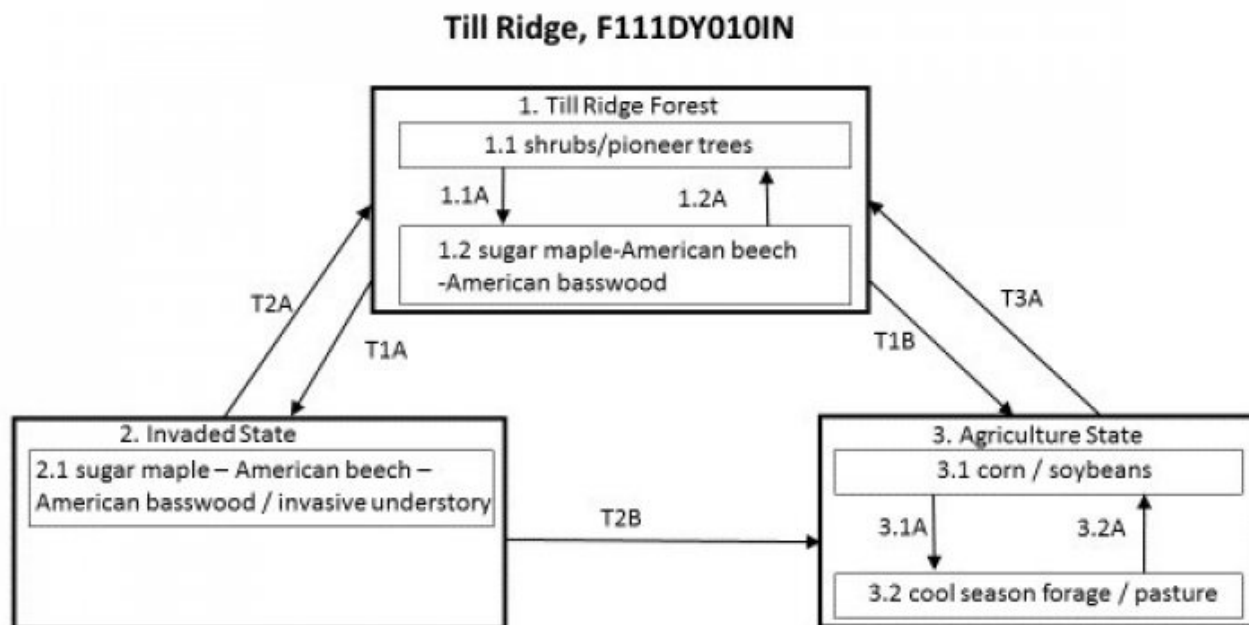 Till Ridge, F111DY010IN
1. Till Ridge Forest
1.1 shrubs/pioneer trees
1.1A
1.2A
1.2 sugar maple-American beech
-American basswood
T2A
T1A
T1B
T3A
2. Invaded State
2.1 sugar maple – American beech –
American basswood / invasive understory
T2B
3. Agriculture State
3.1 corn / soybeans
3.1A
3.2A
3.2 cool season forage / pasture